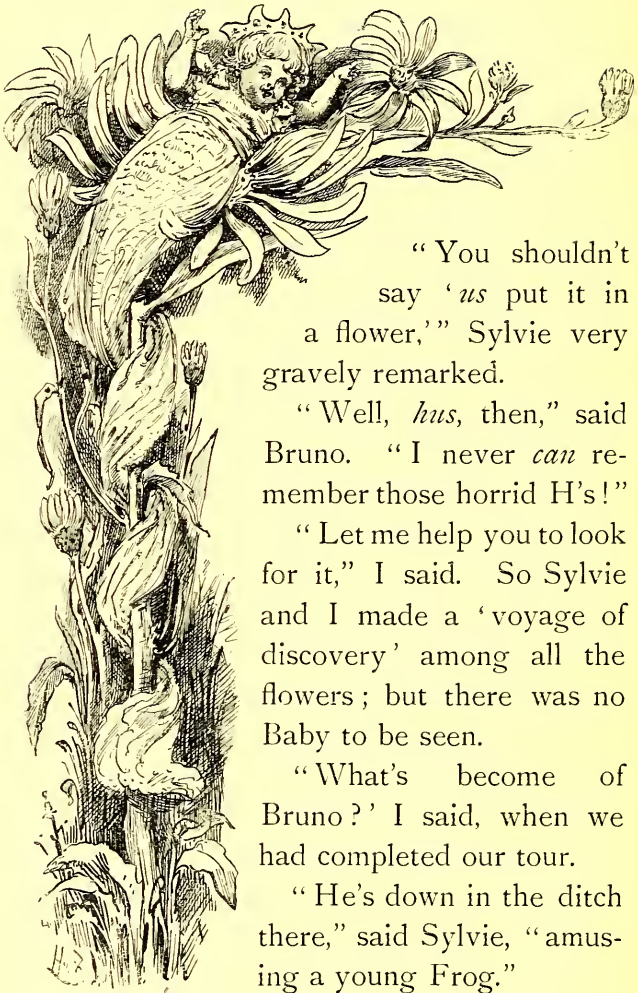 “You shouldn't
say ‘us put it in
a flower,’” Sylvie very
gravely remarked.
“Well, hus, then,” said
Bruno. “I never can re-
member those horrid H's!”
“Let me help you to look
for it,” I said. So Sylvie
and I made a ‘voyage of
discovery’ among all the
flowers; but there was no
Baby to be seen.
“What's become of
Bruno?’ I said, when we
had completed our tour.
“He's down in the ditch
there,” said Sylvie, “amus-
ing a young Frog.”
H.F.